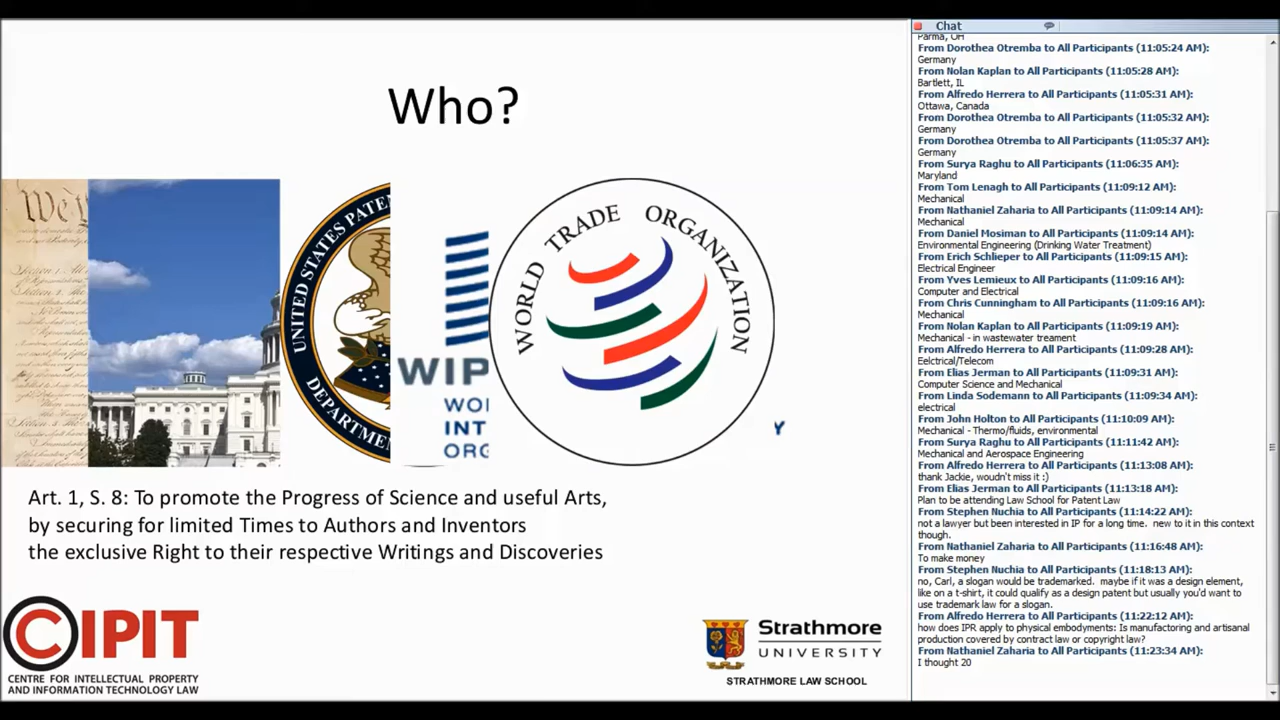 Who?
We
UNITED STATES PATE
DEPARTMEN
WIP
WO
INT
ORG
WORLD TRADE ORGANIZATION
Y
Art. 1, S. 8: To promote the Progress of Science and useful Arts,
by securing for limited Times to Authors and Inventors
the exclusive Right to their respective Writings and Discoveries
CIPIT
CENTRE FOR INTELLECTUAL PROPERTY
AND INFORMATION TECHNOLOGY LAW
Strathmore
UNIVERSITY
STRATHMORE LAW SCHOOL
Chat
Parma, OH
From Dorothea Otremba to All Participants (11:05:24 AM):
Germany
From Nolan Kaplan to All Participants (11:05:28 AM):
Bartlett, IL
From Alfredo Herrera to All Participants (11:05:31 AM):
Ottawa, Canada
From Dorothea Otremba to All Participants (11:05:32 AM):
Germany
From Dorothea Otremba to All Participants (11:05:37 AM):
Germany
From Surya Raghu to All Participants (11:06:35 AM):
Maryland
From Tom Lenagh to All Participants (11:09:12 AM):
Mechanical
From Nathaniel Zaharia to All Participants (11:09:14 AM):
Mechanical
From Daniel Mosiman to All Participants (11:09:14 AM):
Environmental Engineering (Drinking Water Treatment)
From Erich Schlieper to All Participants (11:09:15 AM):
Electrical Engineer
From Yves Lemieux to All Participants (11:09:16 AM):
Computer and Electrical
From Chris Cunningham to All Participants (11:09:16 AM):
Mechanical
From Nolan Kaplan to All Participants (11:09:19 AM):
Mechanical - in wastewater treament
From Alfredo Herrera to All Participants (11:09:28 AM):
Eelctrical/Telecom
From Elias Jerman to All Participants (11:09:31 AM):
Computer Science and Mechanical
From Linda Sodemann to All Participants (11:09:34 AM):
electrical
From John Holton to All Participants (11:10:09 AM):
Mechanical - Thermo/fluids, environmental
From Surya Raghu to All Participants (11:11:42 AM):
Mechanical and Aerospace Engineering
From Alfredo Herrera to All Participants (11:13:08 AM):
thank Jackie, woudn't miss it :)
From Elias Jerman to All Participants (11:13:18 AM):
Plan to be attending Law School for Patent Law
From Stephen Nuchia to All Participants (11:14:22 AM):
not a lawyer but been interested in IP for a long time. new to it in this context
though.
From Nathaniel Zaharia to All Participants (11:16:48 AM):
To make money
From Stephen Nuchia to All Participants (11:18:13 AM):
no, Carl, a slogan would be trademarked. maybe if it was a design element,
like on a t-shirt, it could qualify as a design patent but usually you'd want to
use trademark law for a slogan.
From Alfredo Herrera to All Participants (11:22:12 AM):
how does IPR apply to physical embodyments: Is manufactoring and artisanal
production covered by contract law or copyright law?
From Nathaniel Zaharia to All Participants (11:23:34 AM):
I thought 20